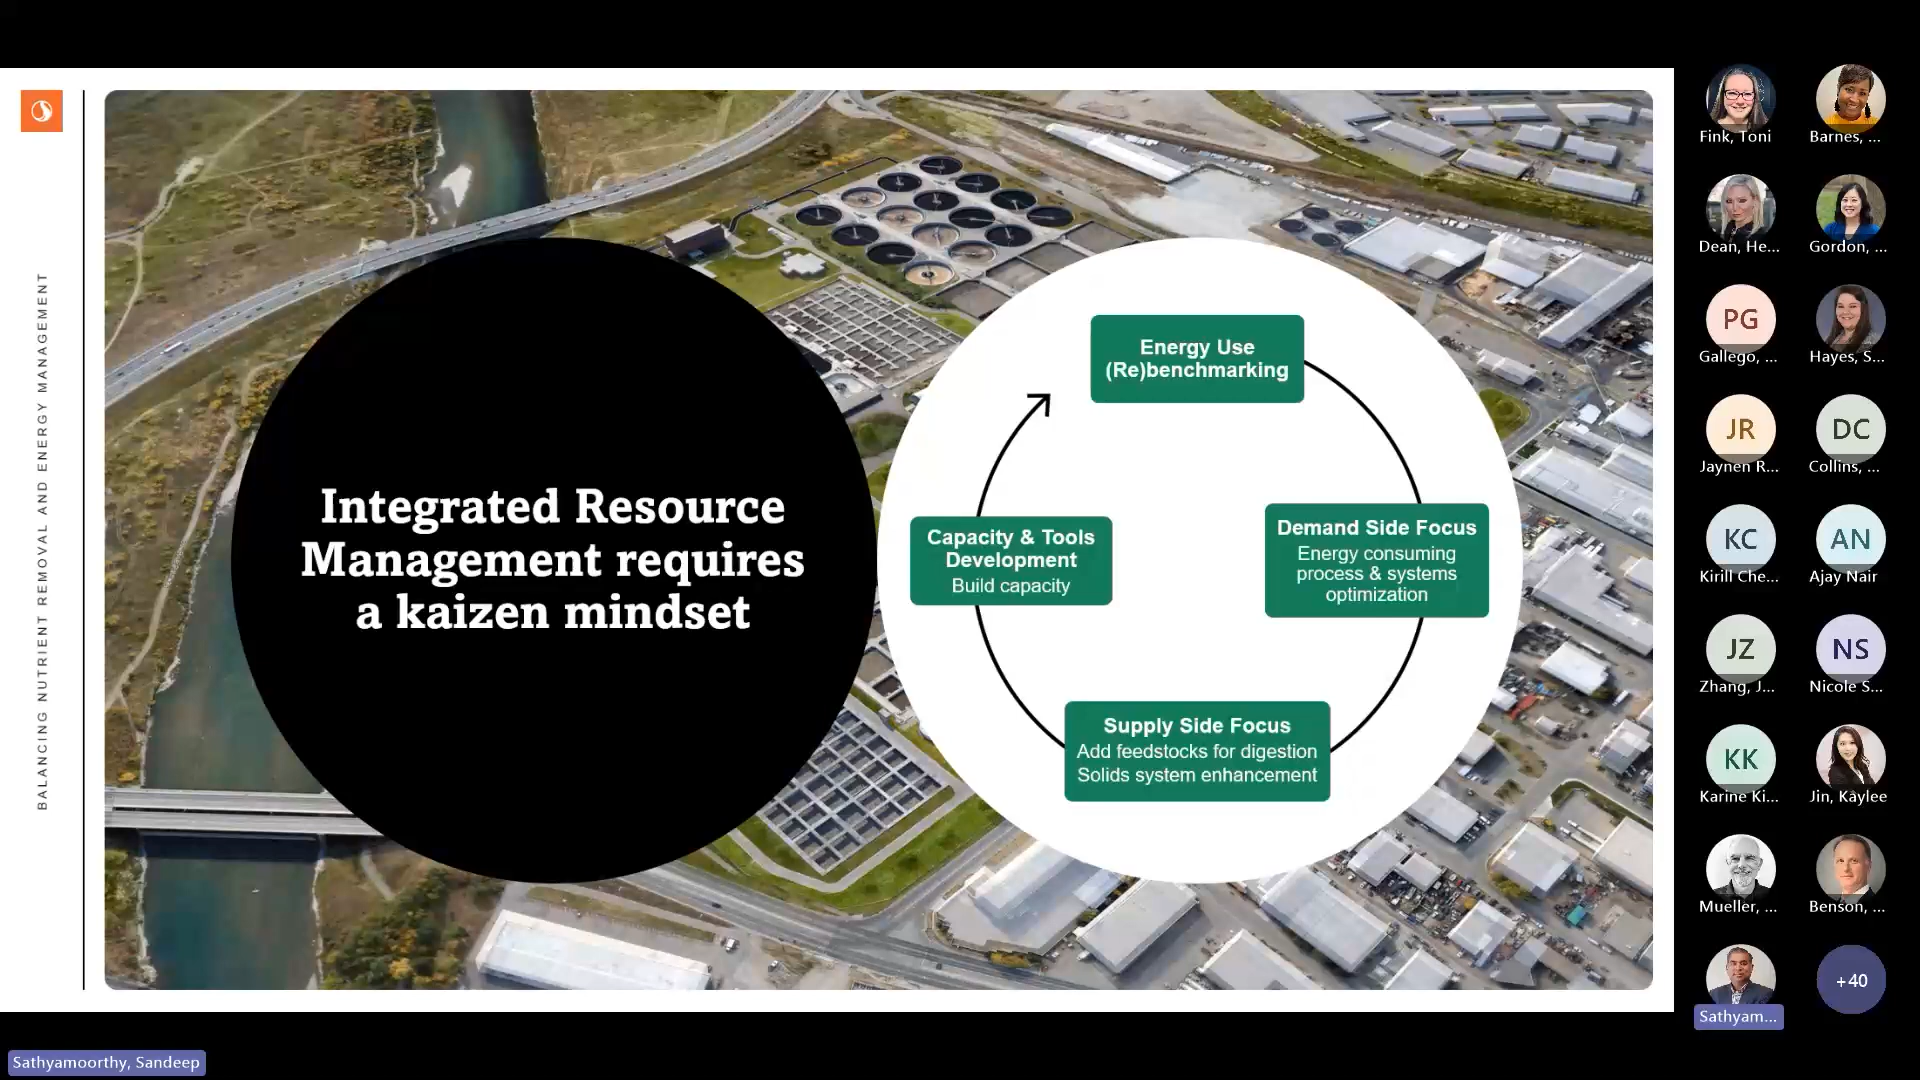 BALANCING NUTRIENT REMOVAL AND ENERGY MANAGEMENT
Integrated Resource
Management requires
a kaizen mindset
Energy Use
(Re)benchmarking
Demand Side Focus
Energy consuming
process & systems
optimization
Supply Side Focus
Add feedstocks for digestion
Solids system enhancement
Capacity & Tools
Development
Build capacity
Fink, Toni
Barnes, ...
Dean, He...
Gordon, ...
PG
Gallego, ...
Hayes, S...
JR
Jaynen R...
DC
Collins, ...
KC
Kirill Che...
AN
Ajay Nair
JZ
Zhang, J...
NS
Nicole S...
KK
Karine Ki...
Jin, Kaylee
Mueller, ...
Benson, ...
Sathyam...
+40
Sathyamoorthy, Sandeep